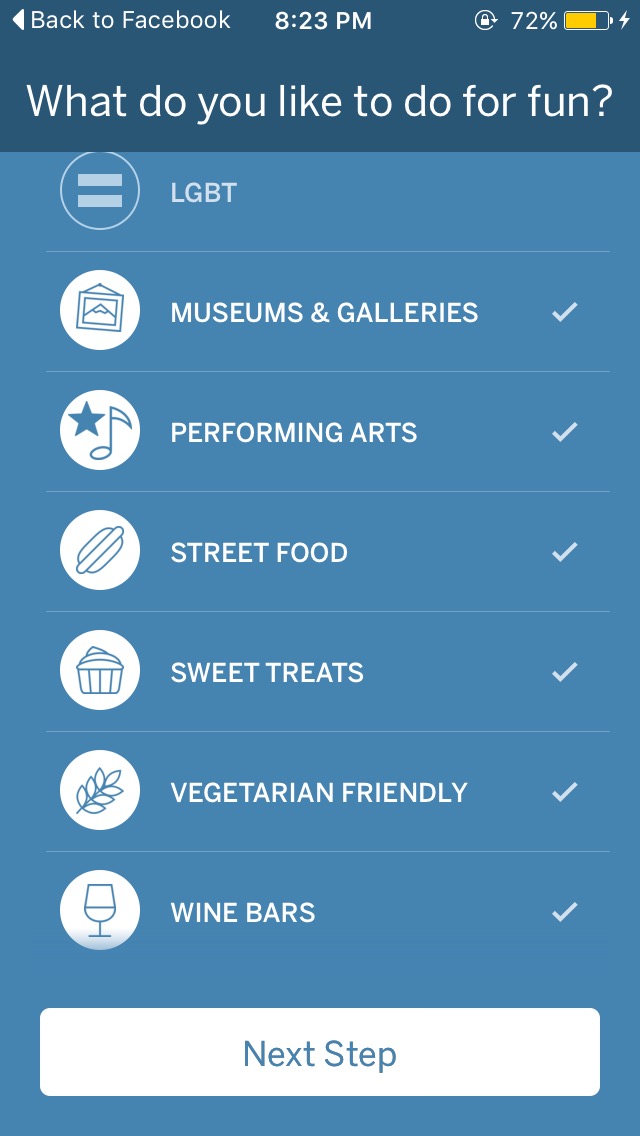 Back to Facebook 8:23 PM 72%
What do you like to do for fun?
LGBT
MUSEUMS & GALLERIES
PERFORMING ARTS
STREET FOOD
SWEET TREATS
VEGETARIAN FRIENDLY
WINE BARS
Next Step